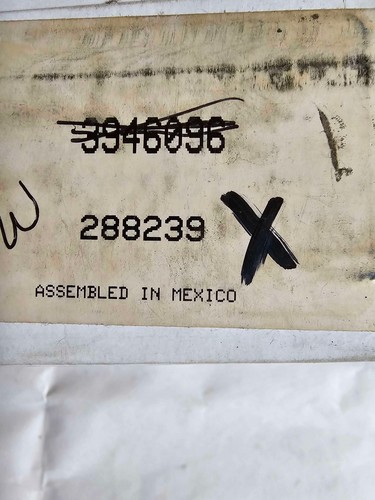 3946096
W
288239 X
ASSEMBLED IN MEXICO